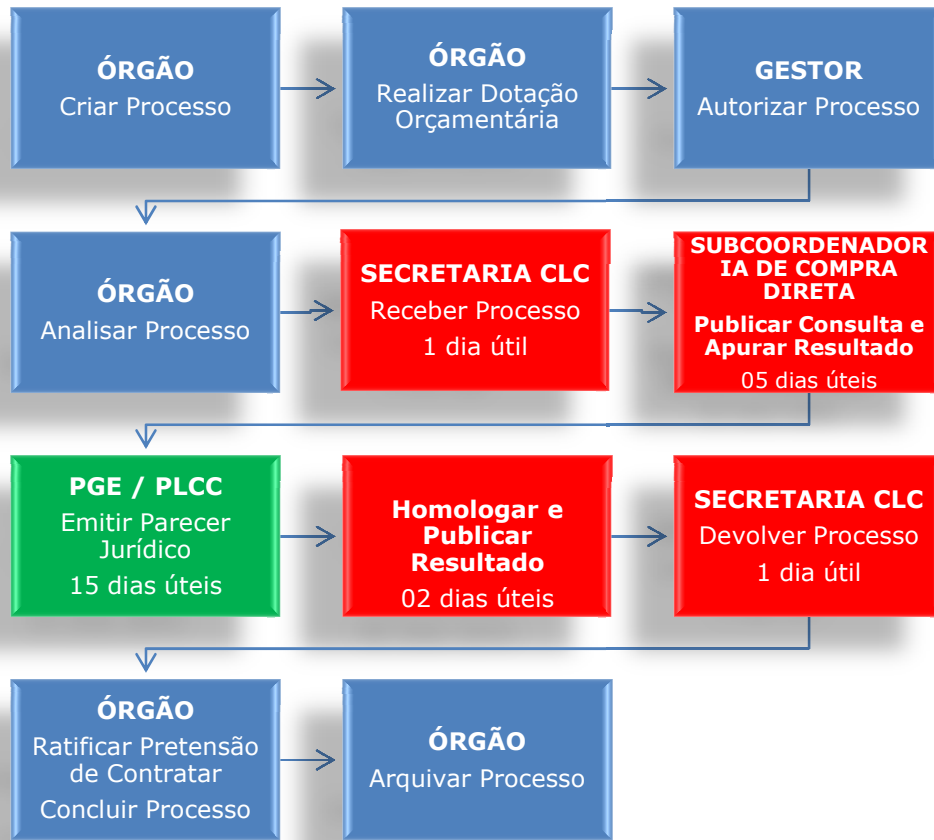 ÓRGÃO
Criar Processo
ÓRGÃO
Realizar Dotação
Orçamentária
GESTOR
Autorizar Processo
ÓRGÃO
Analisar Processo
SECRETARIA CLC
Receber Processo
1 dia útil
SUBCOORDENADOR
IA DE COMPRA
DIRETA
Publicar Consulta e
Apurar Resultado
05 dias úteis
PGE / PLCC
Emitir Parecer
Jurídico
15 dias úteis
Homologar e
Publicar
Resultado
02 dias úteis
SECRETARIA CLC
Devolver Processo
1 dia útil
ÓRGÃO
Ratificar Pretensão
de Contratar
Concluir Processo
ÓRGÃO
Arquivar Processo